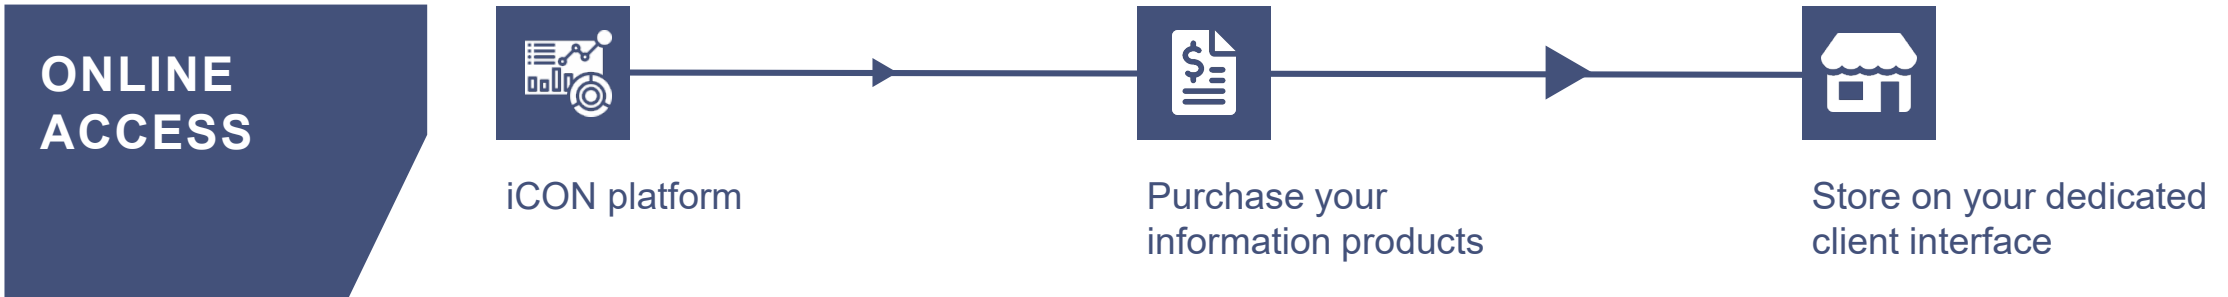 ONLINE
ACCESS
iCON platform
Purchase your
information products
Store on your dedicated
client interface